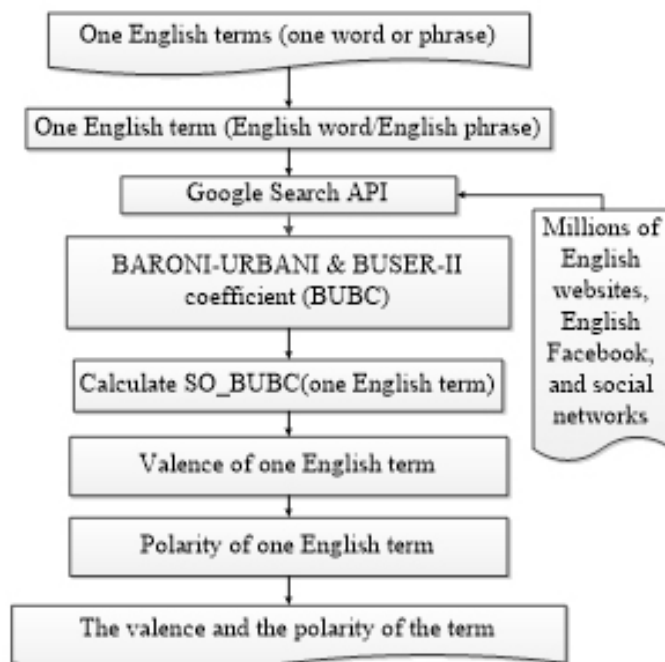 One English terms (one word or phrase)
One English term (English word/English phrase)
Google Search API
Millions of
English
websites,
English
Facebook,
and social
networks
BARONI-URBANI & BUSER-II
coefficient (BUBC)
Calculate SO_BUBC(one English term)
Valence of one English term
Polarity of one English term
The valence and the polarity of the term